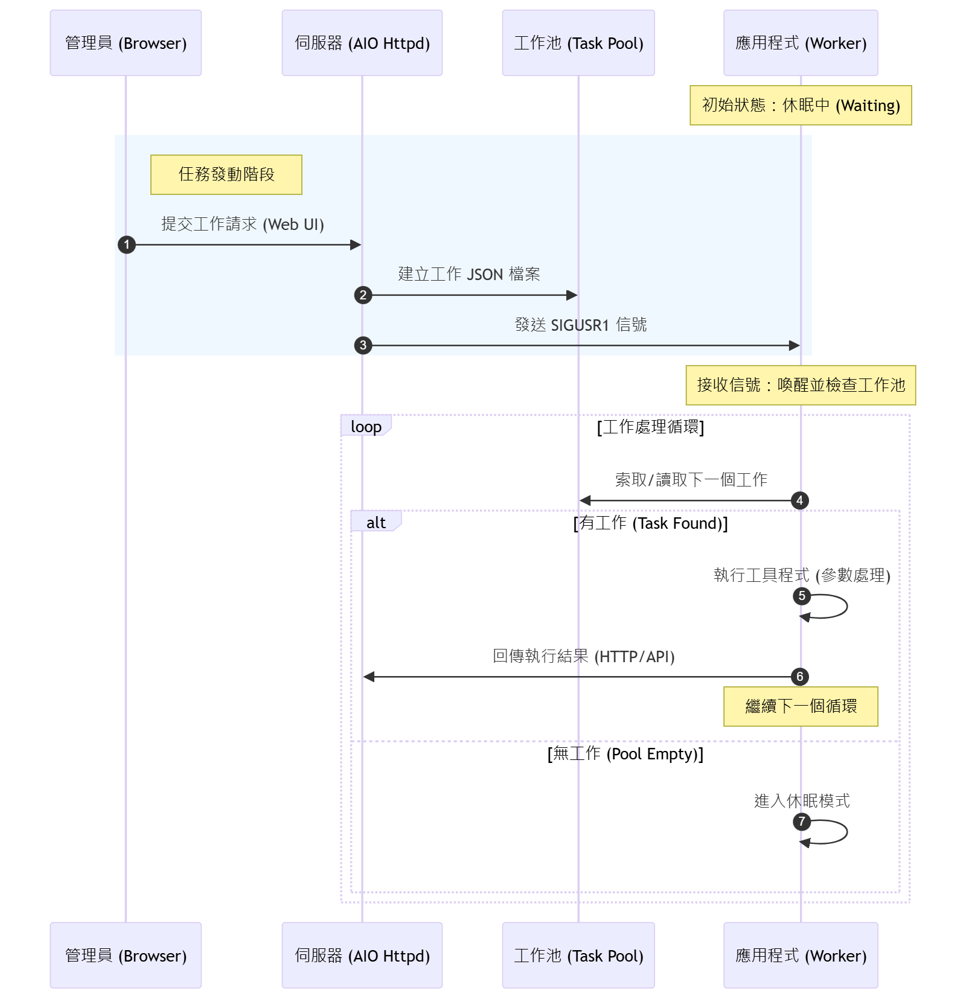 管理員 (Browser)
伺服器 (AIO Httpd)
工作池 (Task Pool)
應用程式 (Worker)
初始狀態：休眠中 (Waiting)
任務發動階段
提交工作請求 (Web UI)
1
建立工作 JSON 檔案
2
發送 SIGUSR1 信號
3
接收信號：喚醒並檢查工作池
loop
[工作處理循環]
索取/讀取下一個工作
4
alt
[有工作 (Task Found)]
執行工具程式 (參數處理)
5
回傳執行結果 (HTTP/API)
6
繼續下一個循環
[無工作 (Pool Empty)]
進入休眠模式
7
管理員 (Browser)
伺服器 (AIO Httpd)
工作池 (Task Pool)
應用程式 (Worker)